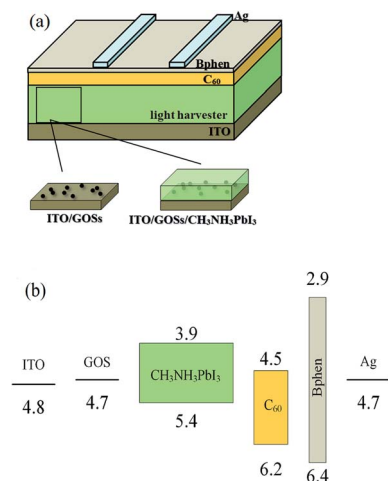 (a)
Ag
Bphen
C₆₀
light harvester
ITO
ITO/GOSs
ITO/GOSs/CH₃NH₃PbI₃
(b)
2.9
3.9
4.5
ITO
GOS
CH₃NH₃PbI₃
Bphen
Ag
4.8
4.7
5.4
C₆₀
4.7
6.2
6.4